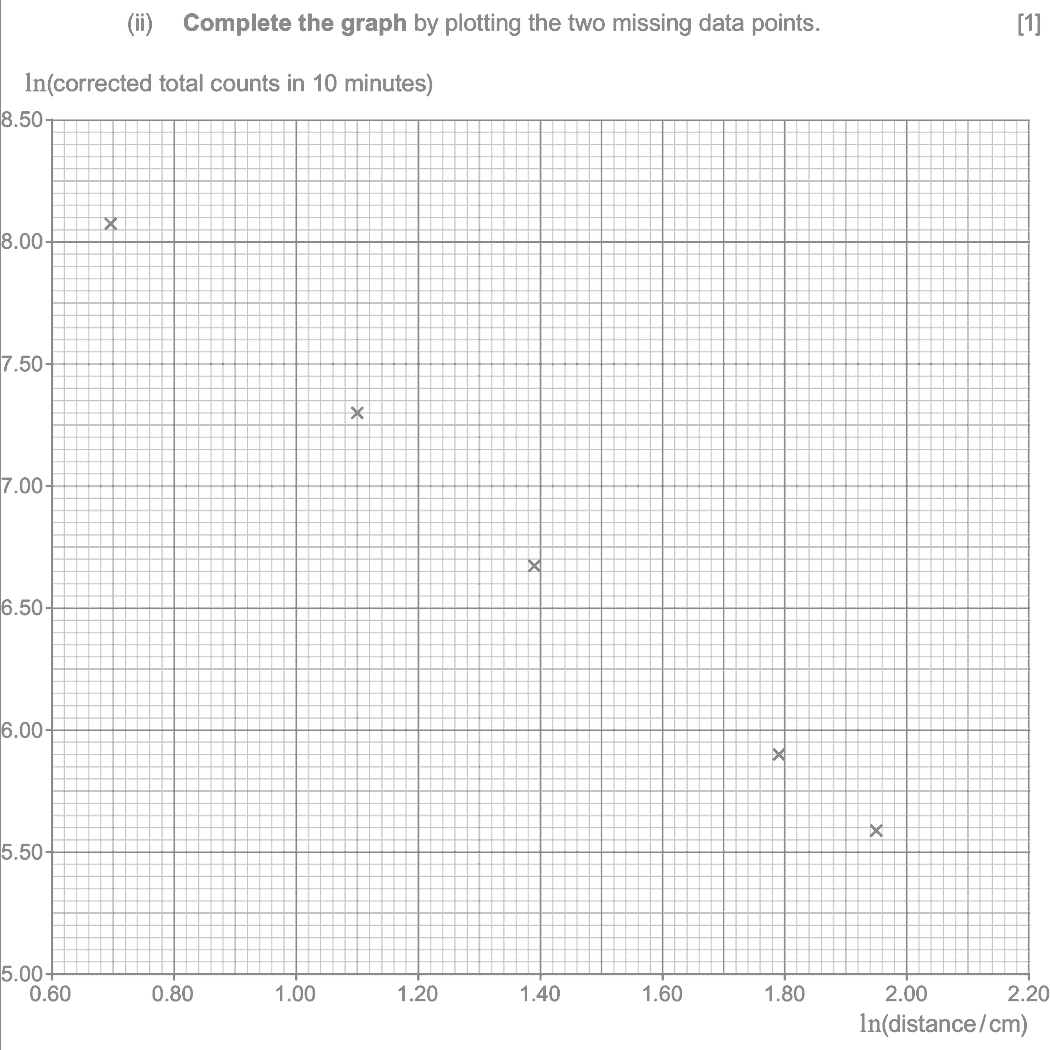 (ii) Complete the graph by plotting the two missing data points. [1]
ln(corrected total counts in 10 minutes)
8.50
8.00
7.50
7.00
6.50
6.00
5.50
5.00
0.60 0.80 1.00 1.20 1.40 1.60 1.80 2.00 2.20
ln(distance/cm)